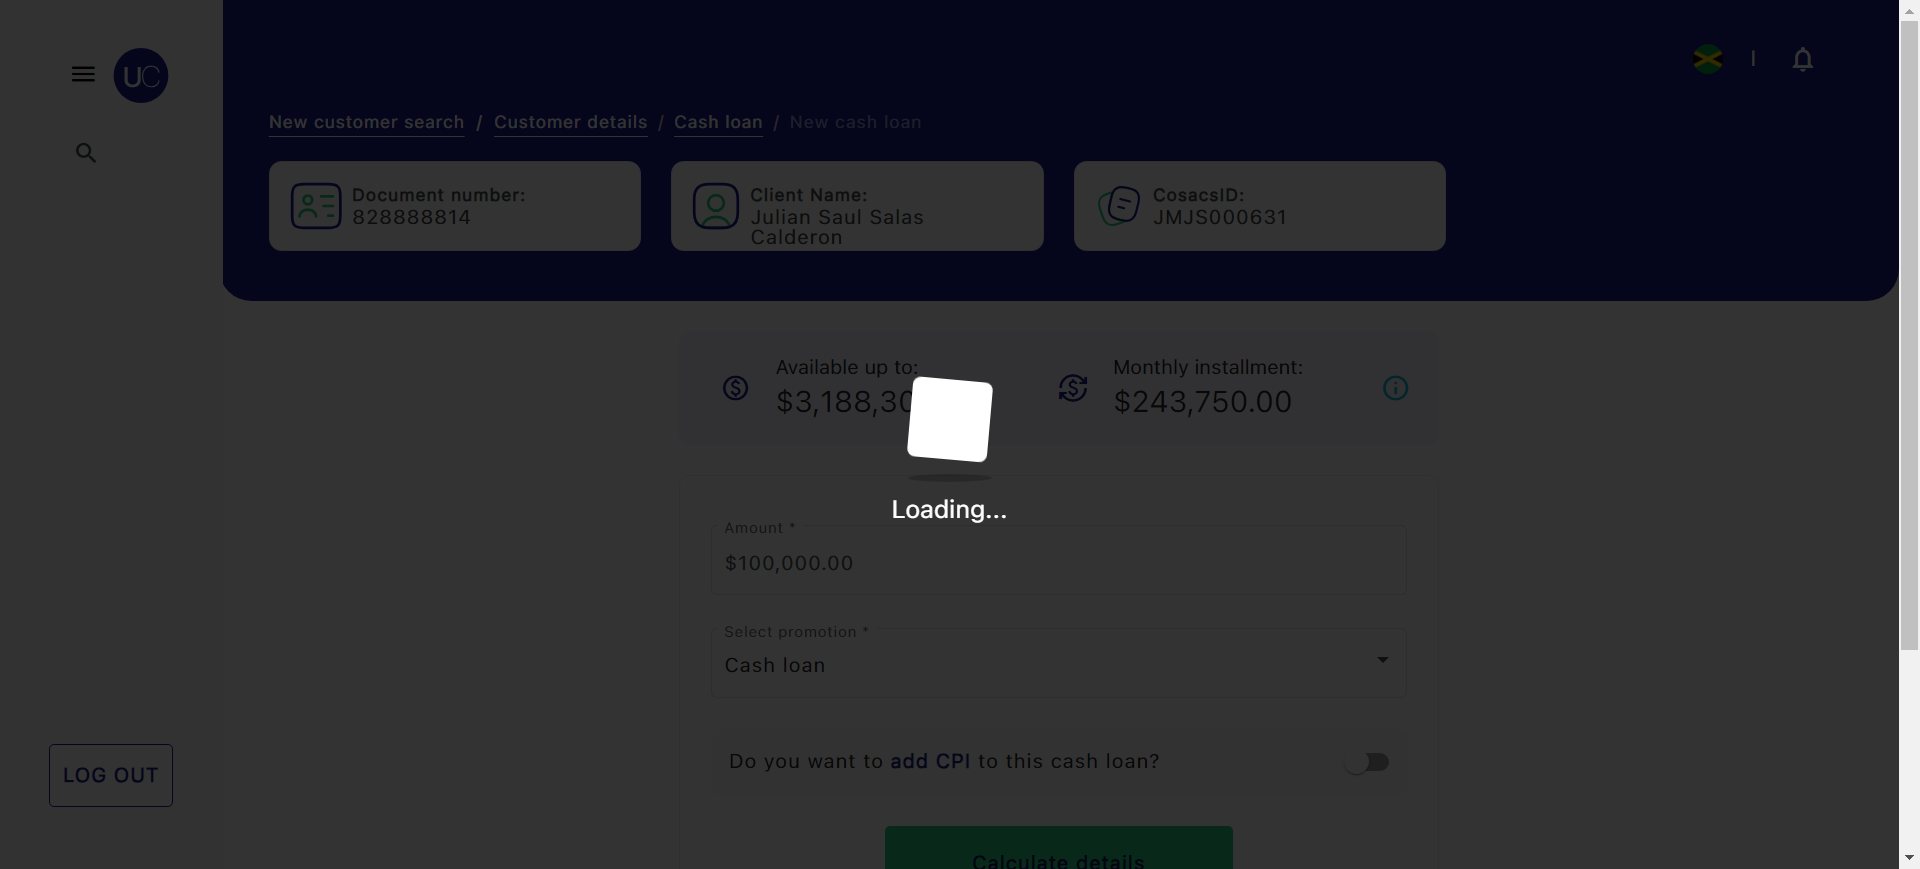 UC
New customer search / Customer details / Cash loan / New cash loan
Document number:
828888814
Client Name:
Julian Saul Salas
Calderon
CosacsID:
JMJS000631
Available up to:
$3,188,30
Monthly installment:
$243,750.00
Loading...
Amount *
$100,000.00
Select promotion *
Cash loan
Do you want to add CPI to this cash loan?
LOG OUT
Calculate details